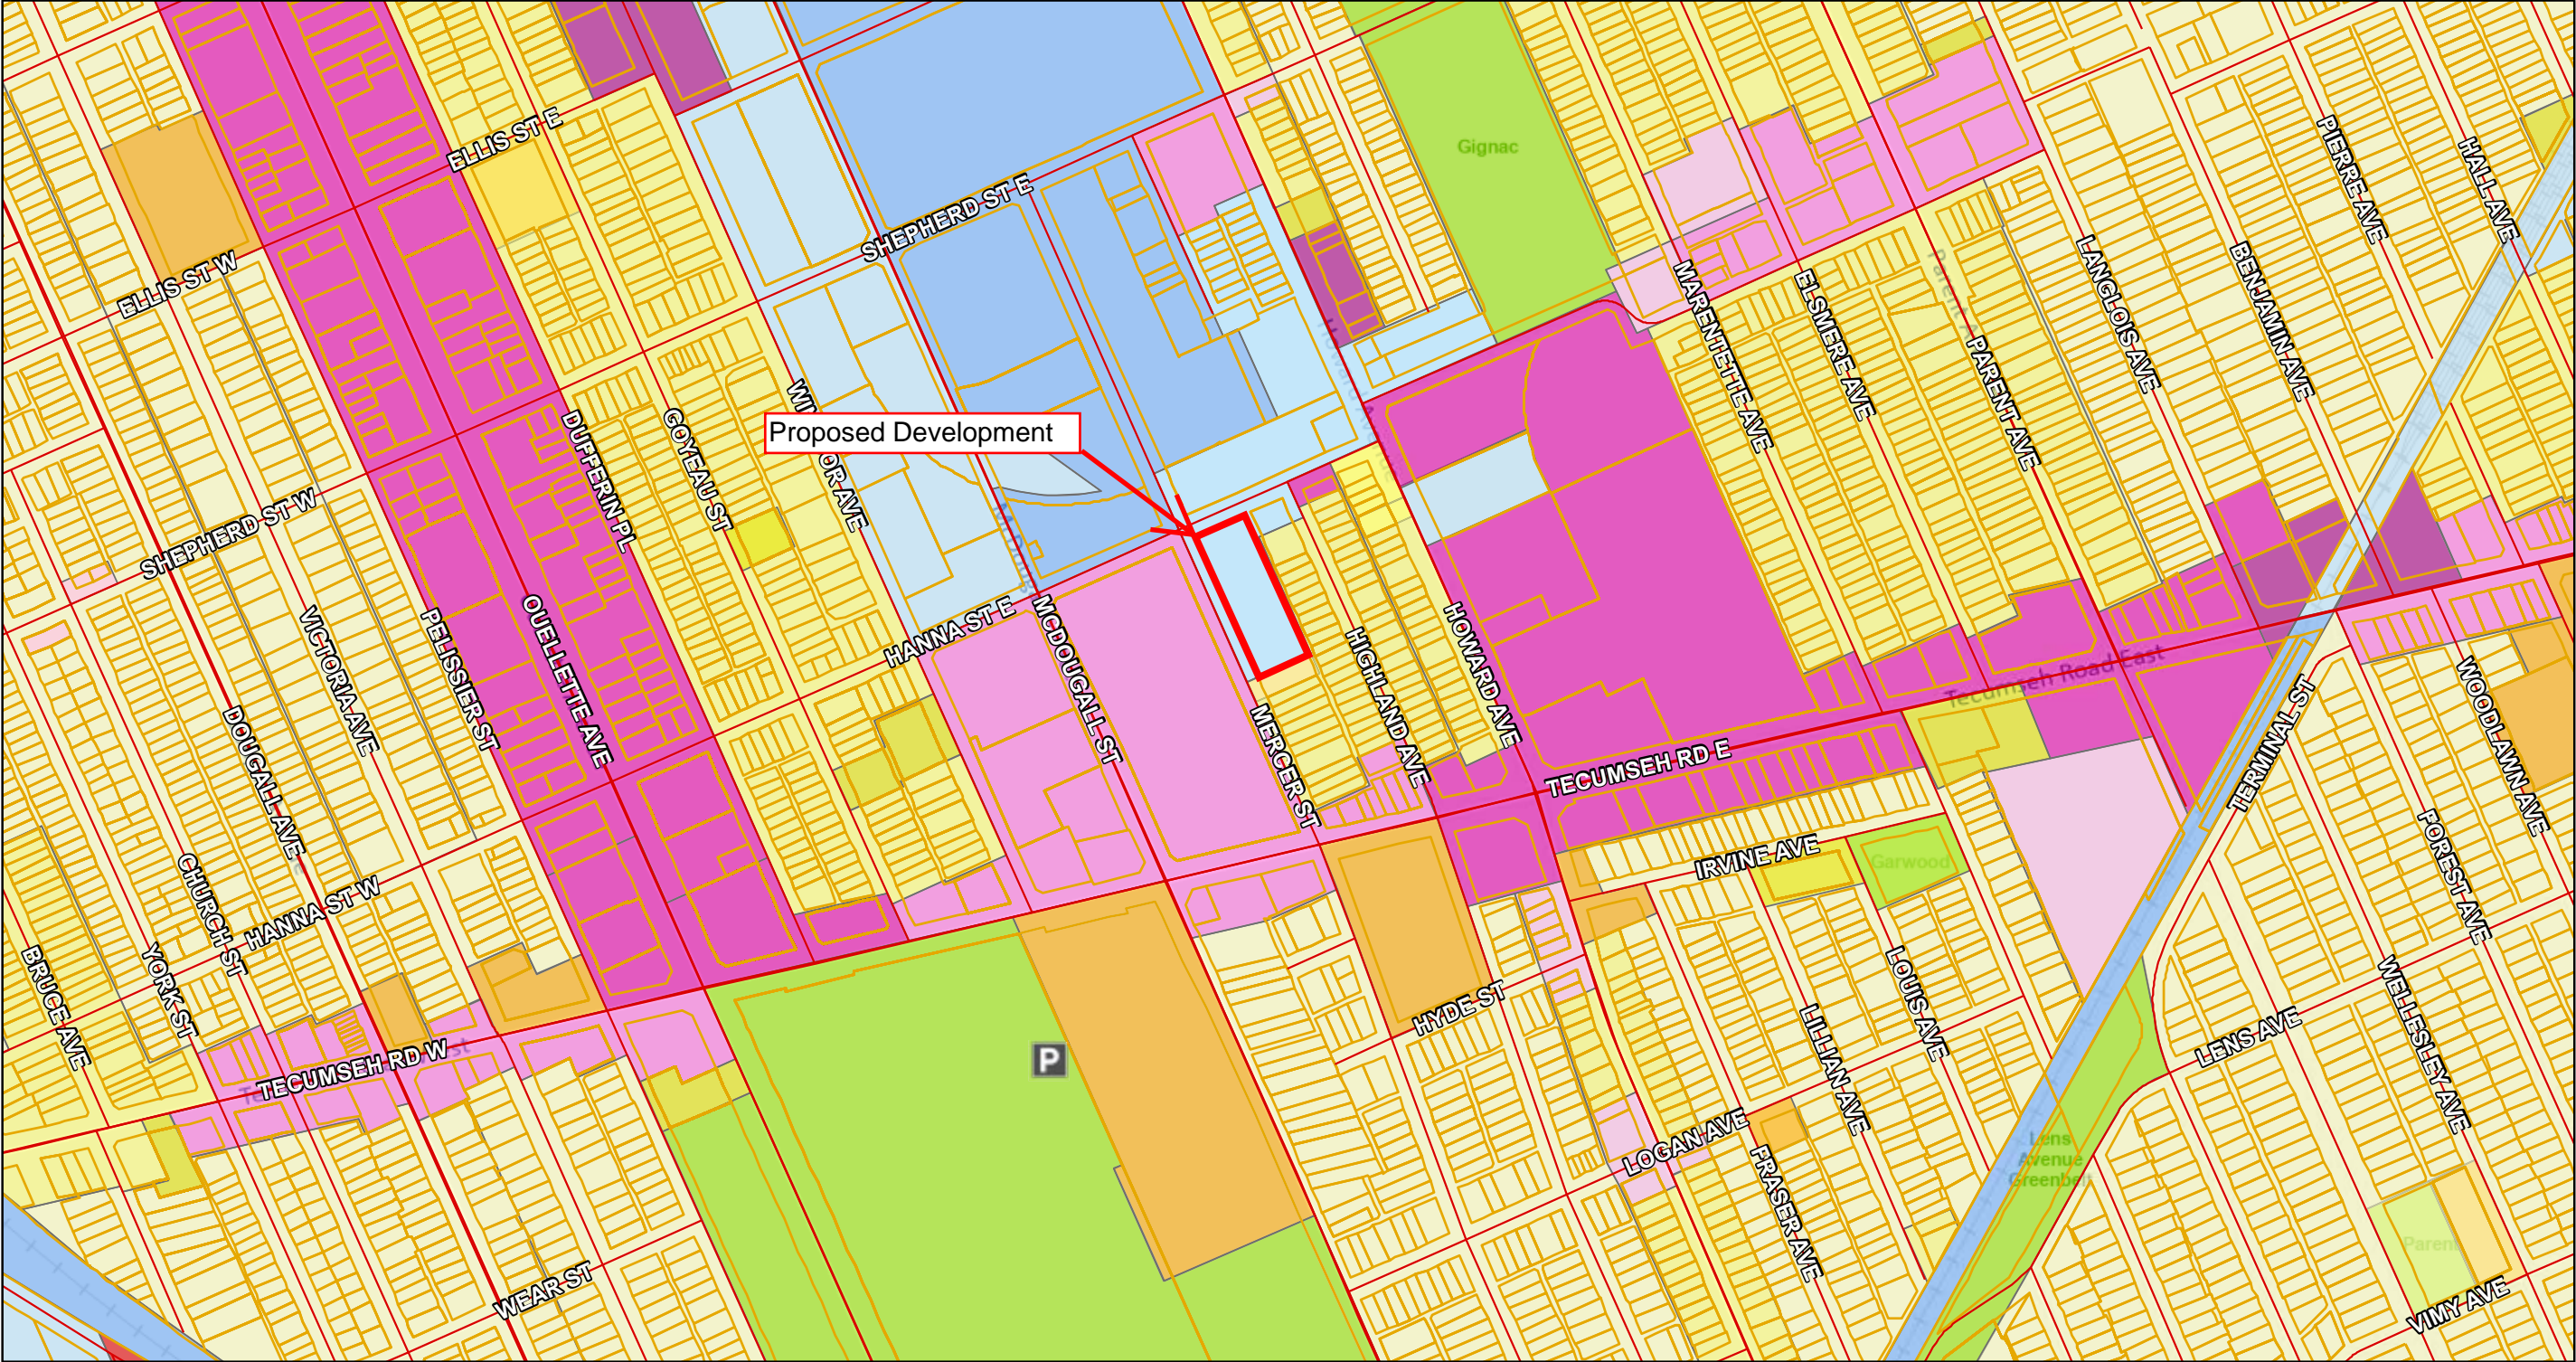 ELLIS ST E
Gignac
PIERRE AVE
HALL AVE
SHEPHERD ST E
ELLIS ST W
MARENTETTE AVE
ELSMERE AVE
PARENT AVE
LANGLOIS AVE
BENJAMIN AVE
Proposed Development
DUFFERIN PL
GOYEAU ST
SHEPHERD ST W
VICTORIA AVE
PELISSIER ST
OUELLETTE AVE
HANNA ST E
MCDOUGALL ST
HIGHLAND AVE
HOWARD AVE
Tecumseh Road East
TECUMSEH RD E
TERMINAL ST
WOODLAWN AVE
DOUGALL AVE
MERCER ST
CHURCH ST
HANNA ST W
IRVINE AVE
Garwood
FOREST AVE
BRUCE AVE
YORK ST
TECUMSEH RD W
P
HYDE ST
LOUIS AVE
LILLIAN AVE
LENS AVE
WELLESLEY AVE
LOGAN AVE
FRASER AVE
Lens
Avenue
Greenbelt
Parent
WEAR ST
VIMY AVE